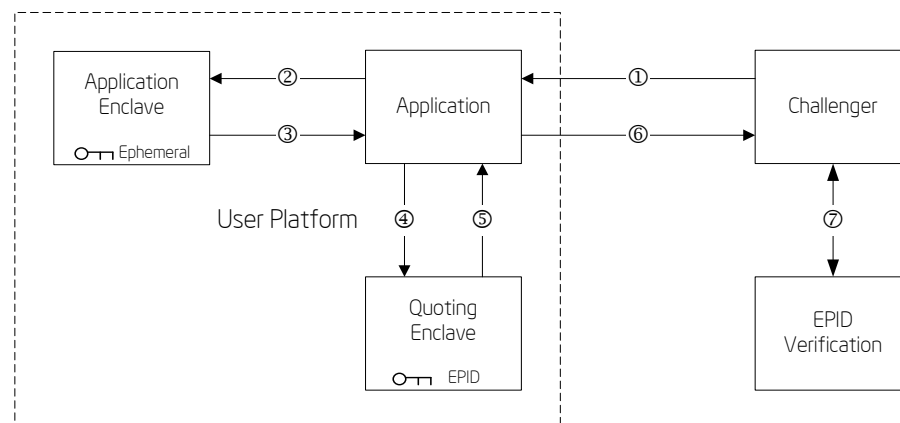 ②
①
Application
Enclave
Application
Challenger
③
⑥
Ephemeral
User Platform
④
⑤
⑦
Quoting
Enclave
EPID
Verification
EPID